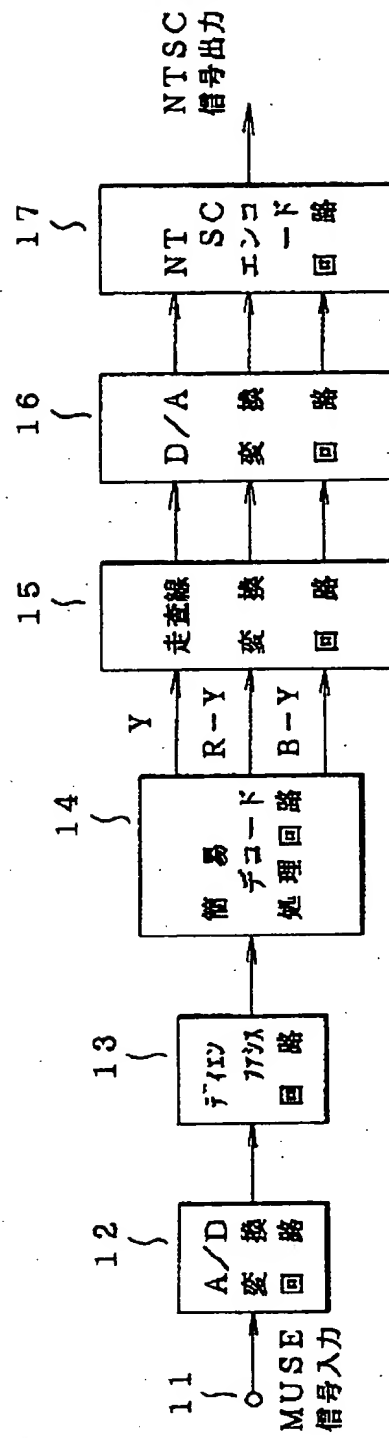 11
MUSE
信号入力
12
A/D
変換
回路
13
ディエン
ファシス
回路
14
簡易
デコード
処理回路
Y
R-Y
B-Y
15
走査線
変換
回路
16
D/A
変換
回路
17
NT
SC
エンコ
ード
回路
NTSC
信号出力